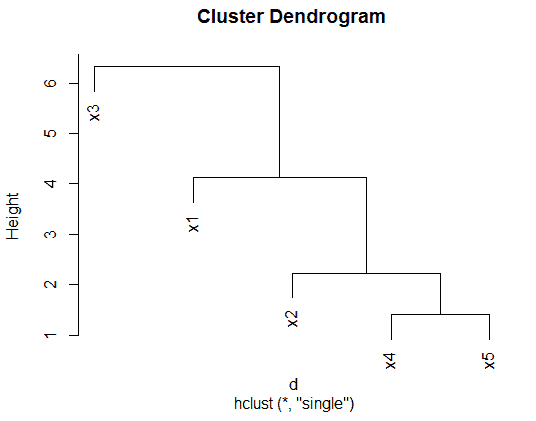 Cluster Dendrogram
Height
6
5
4
3
2
1
x3
x1
x2
x4
x5
d
hclust (*, "single")